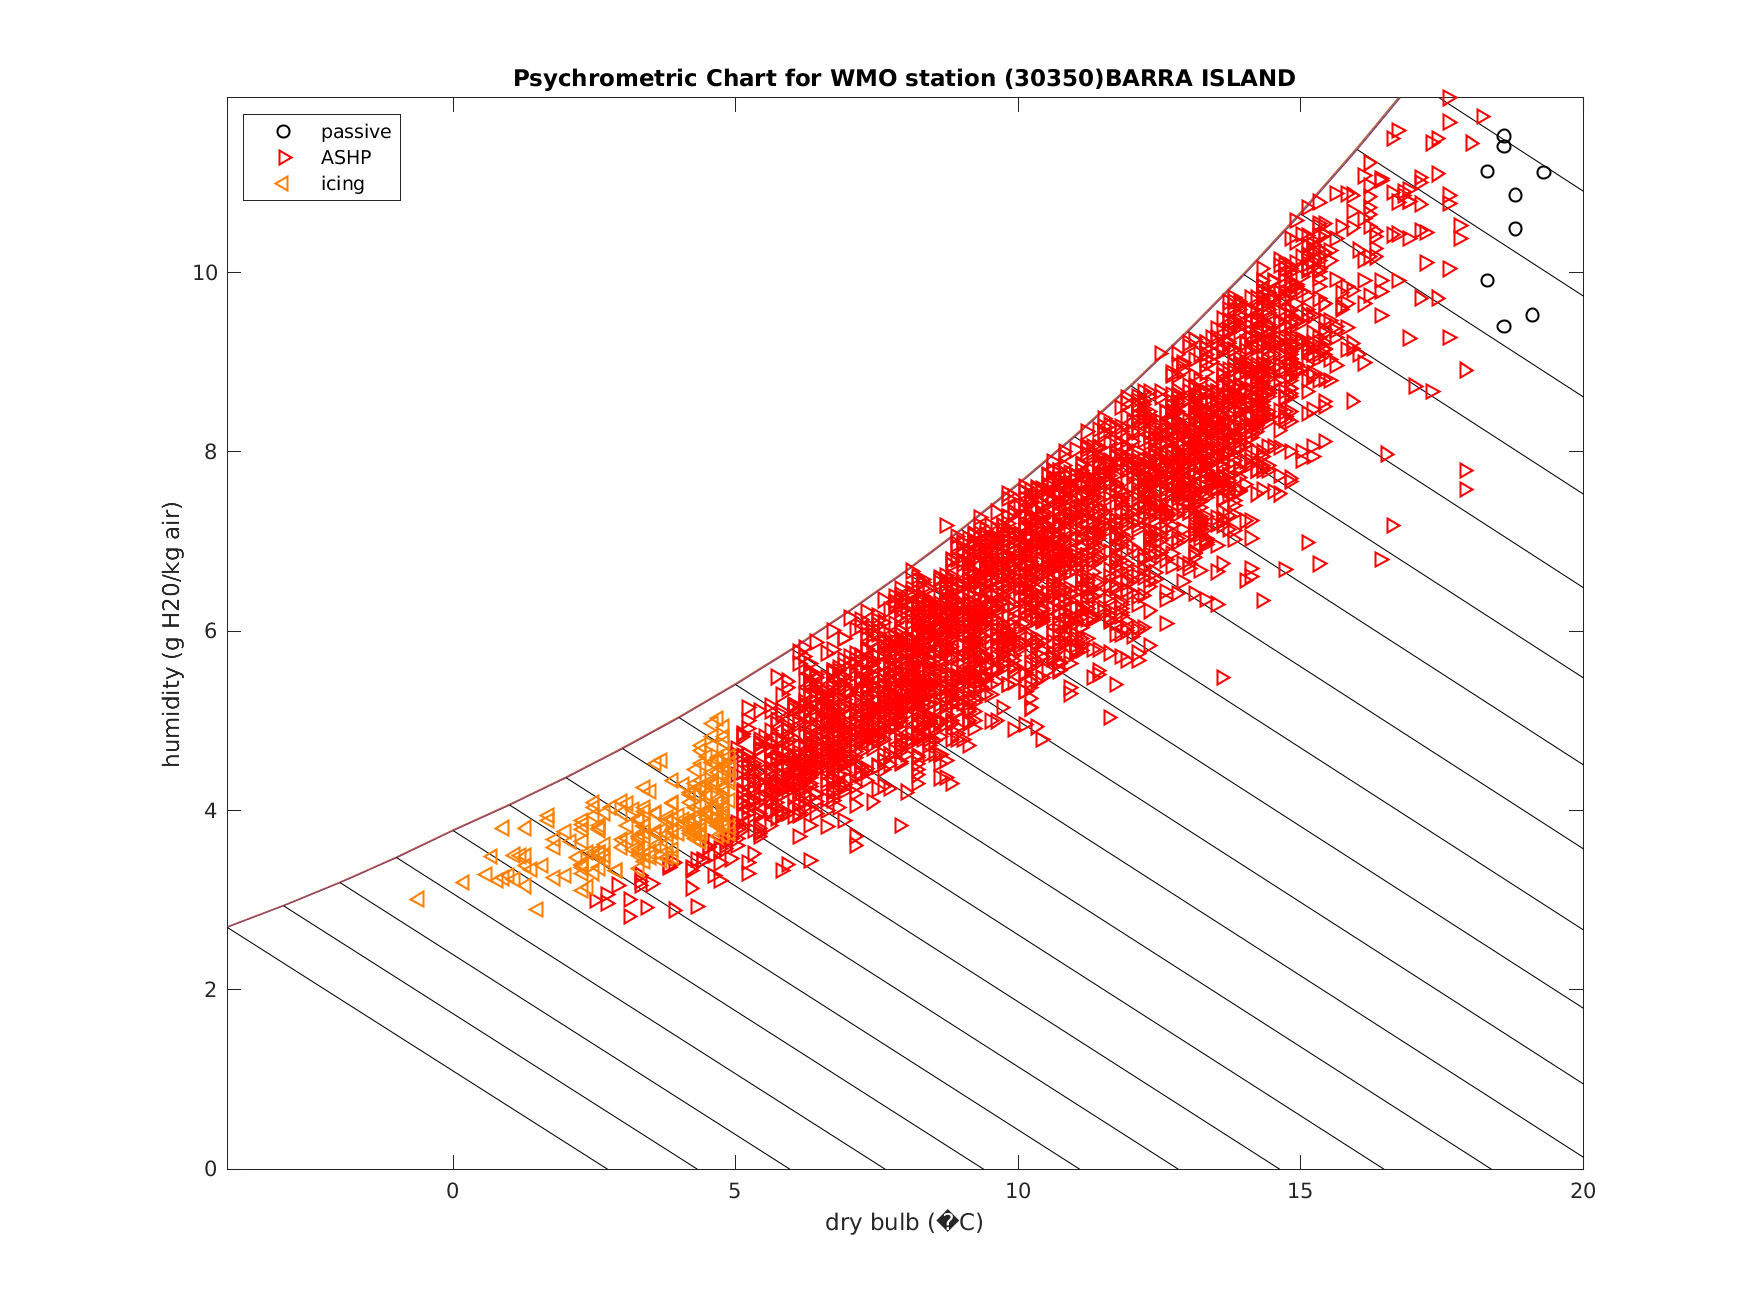 Psychrometric Chart for WMO station (30350)BARRA ISLAND
passive
ASHP
icing
10
8
6
4
2
0
humidity (g H20/kg air)
0
5
10
15
20
dry bulb (�C)